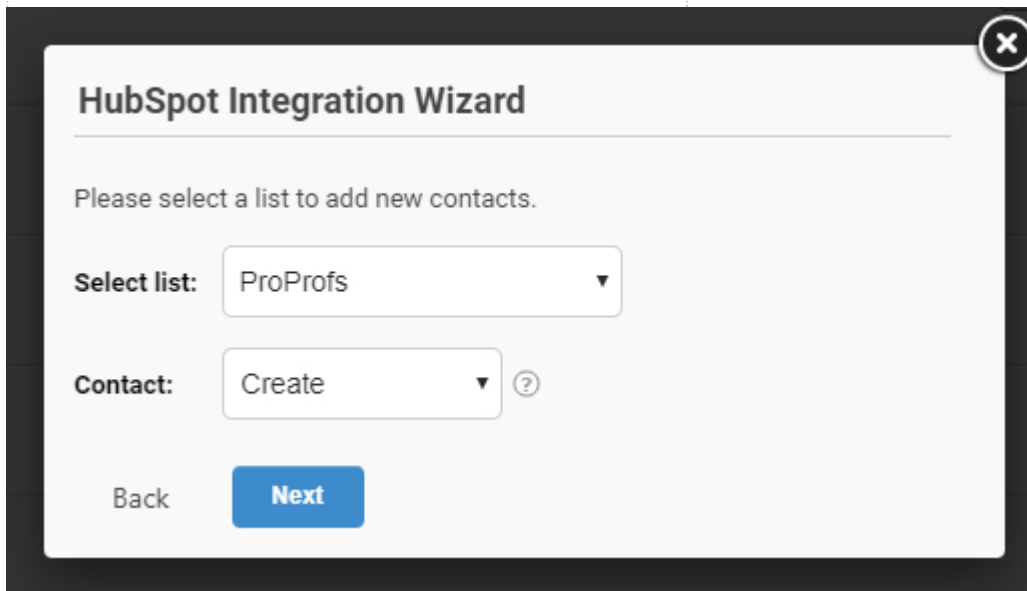 HubSpot Integration Wizard
Please select a list to add new contacts.
Select list: ProProfs
Contact: Create ?
Back Next